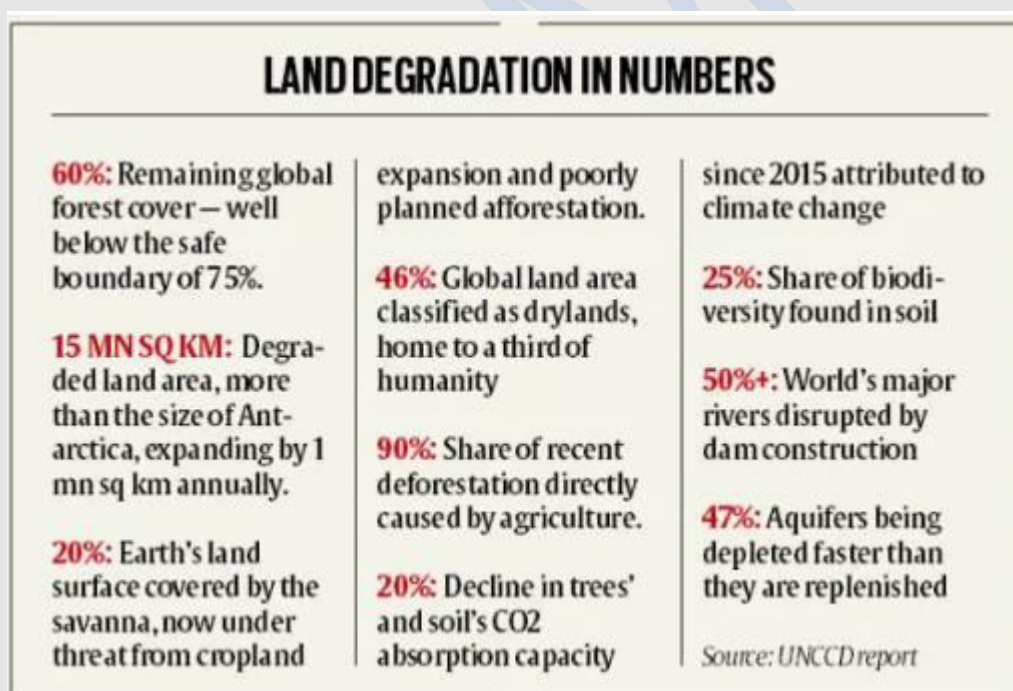 LAND DEGRADATION IN NUMBERS
60%: Remaining global
forest cover — well
below the safe
boundary of 75%.
15 MN SQ KM: Degra-
ded land area, more
than the size of Ant-
arctica, expanding by 1
mn sq km annually.
20%: Earth's land
surface covered by the
savanna, now under
threat from cropland
expansion and poorly
planned afforestation.
46%: Global land area
classified as drylands,
home to a third of
humanity
90%: Share of recent
deforestation directly
caused by agriculture.
20%: Decline in trees'
and soil's CO2
absorption capacity
since 2015 attributed to
climate change
25%: Share of biodi-
versity found in soil
50%+: World's major
rivers disrupted by
dam construction
47%: Aquifers being
depleted faster than
they are replenished
Source: UNCCD report